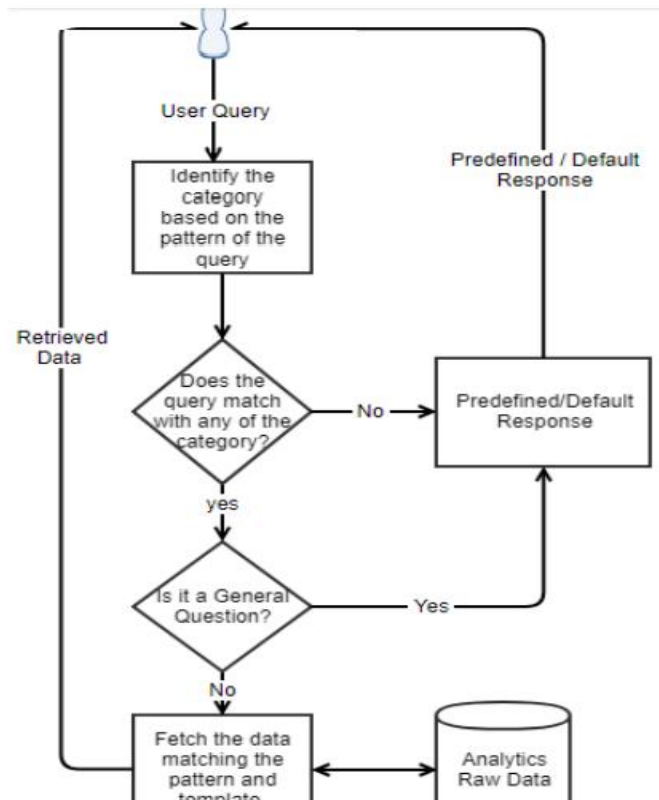 User Query
Identify the
category
based on the
pattern of the
query
Predefined / Default
Response
Retrieved
Data
Does the
query match
with any of the
category?
No
Predefined/Default
Response
yes
Is it a General
Question?
Yes
No
Fetch the data
matching the
pattern and
template
Analytics
Raw Data